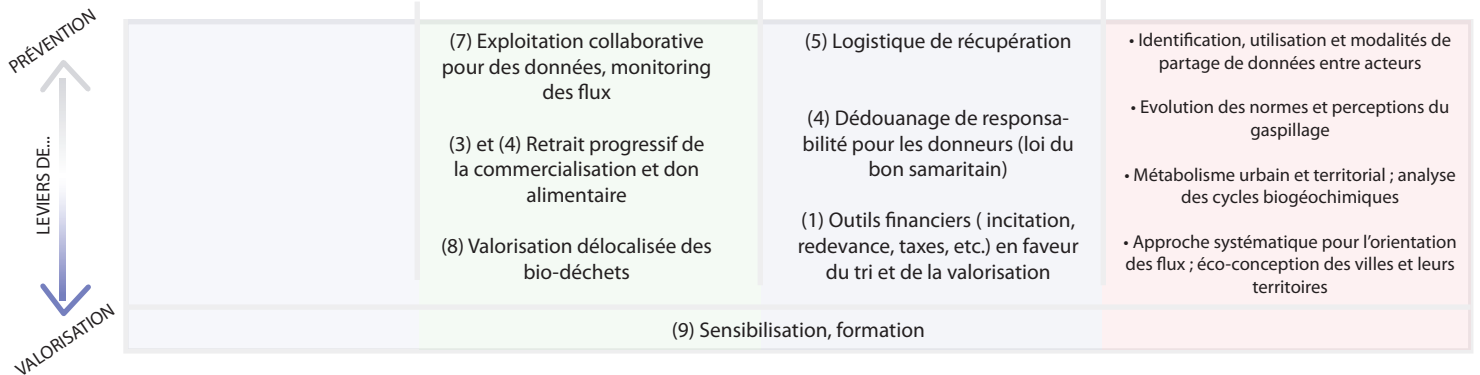 PRÉVENTION
LEVIERS DE...
VALORISATION
(7) Exploitation collaborative
pour des données, monitoring
des flux
(3) et (4) Retrait progressif de
la commercialisation et don
alimentaire
(8) Valorisation délocalisée des
bio-déchets
(5) Logistique de récupération
(4) Dédouanage de responsa-
bilité pour les donneurs (loi du
bon samaritain)
(1) Outils financiers ( incitation,
redevance, taxes, etc.) en faveur
du tri et de la valorisation
• Identification, utilisation et modalités de
partage de données entre acteurs
• Evolution des normes et perceptions du
gaspillage
• Métabolisme urbain et territorial ; analyse
des cycles biogéochimiques
• Approche systématique pour l'orientation
des flux ; éco-conception des villes et leurs
territoires
(9) Sensibilisation, formation